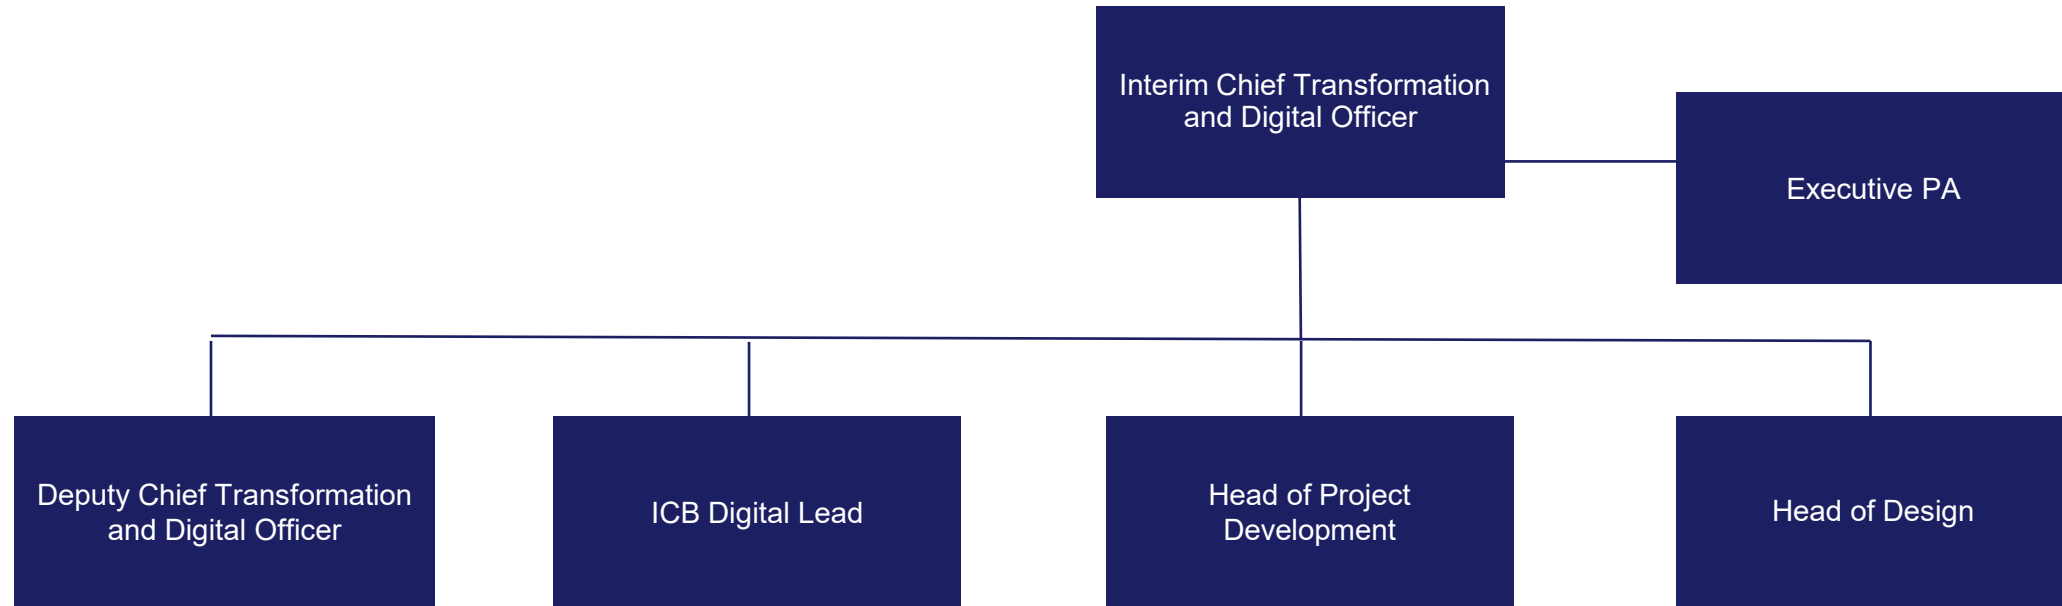 Interim Chief Transformation
and Digital Officer
Executive PA
Deputy Chief Transformation
and Digital Officer
ICB Digital Lead
Head of Project
Development
Head of Design